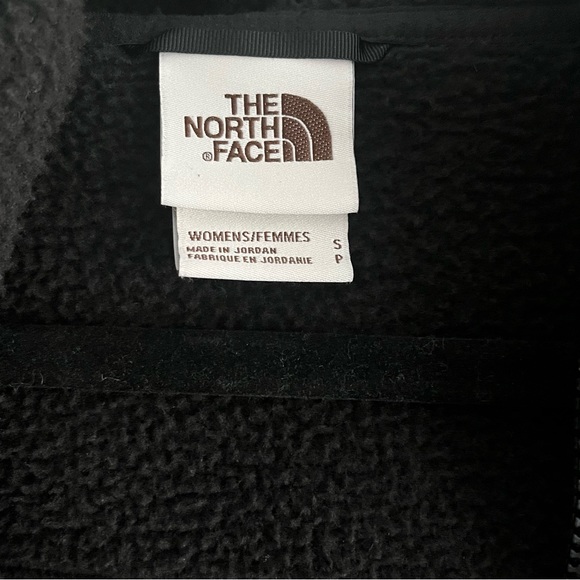 THE
NORTH
®FACE
WOMENS/FEMMES S
MADE IN JORDAN
FABRIQUE EN JORDANIE P